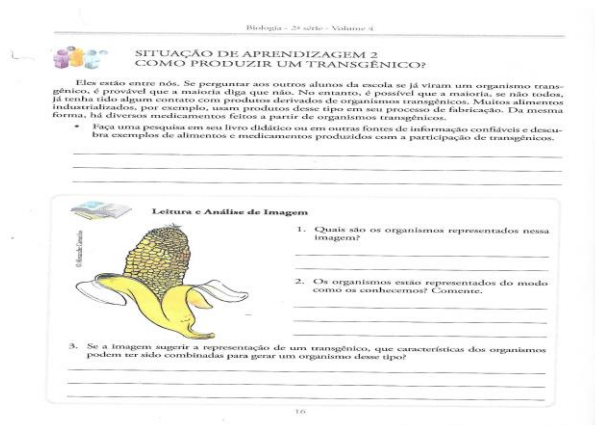 Biologia - 2ª série - Volume 4
SITUAÇÃO DE APRENDIZAGEM 2
COMO PRODUZIR UM TRANSGÊNICO?
Eles estão entre nós. Se perguntar aos outros alunos da escola se já viram um organismo trans-
gênico, é provável que a maioria diga que não. No entanto, é possível que a maioria, se não todos,
já tenha tido algum contato com produtos derivados de organismos transgênicos. Muitos alimentos
industrializados, por exemplo, usam produtos desse tipo em seu processo de fabricação. Da mesma
forma, há diversos medicamentos feitos a partir de organismos transgênicos.
• Faça uma pesquisa em seu livro didático ou em outras fontes de informação confiáveis e descu-
bra exemplos de alimentos e medicamentos produzidos com a participação de transgênicos.
Leitura e Análise de Imagem
1. Quais são os organismos representados nessa
imagem?
2. Os organismos estão representados do modo
como os conhecemos? Comente.
3. Se a imagem sugerir a representação de um transgênico, que características dos organismos
podem ter sido combinadas para gerar um organismo desse tipo?
16